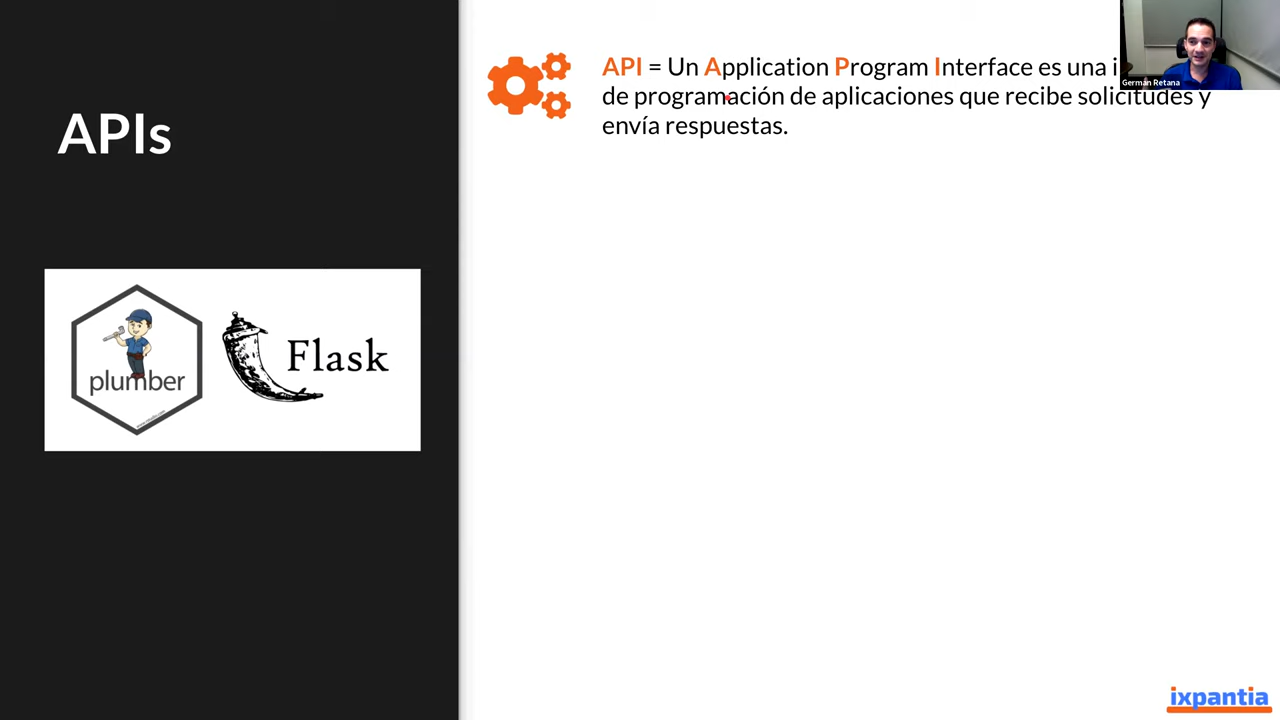 APIs
plumber
Flask
API = Un Application Program Interface es una
de programación de aplicaciones que recibe solicitudes y
envía respuestas.
Germán Retana
ixpantia